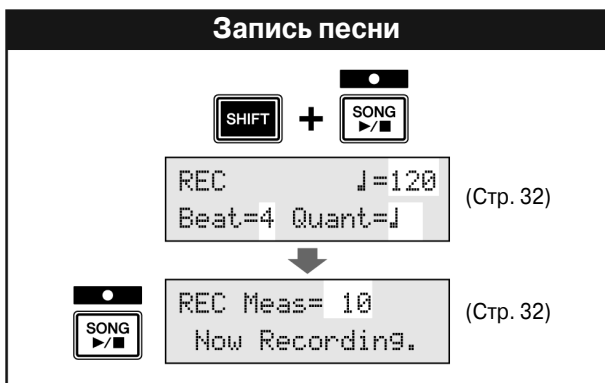 Запись песни
SHIFT + SONG ►/■
REC ♩=120
Beat=4 Quant=♩
(Стр. 32)
SONG ►/■
REC Meas= 10
Now Recording.
(Стр. 32)